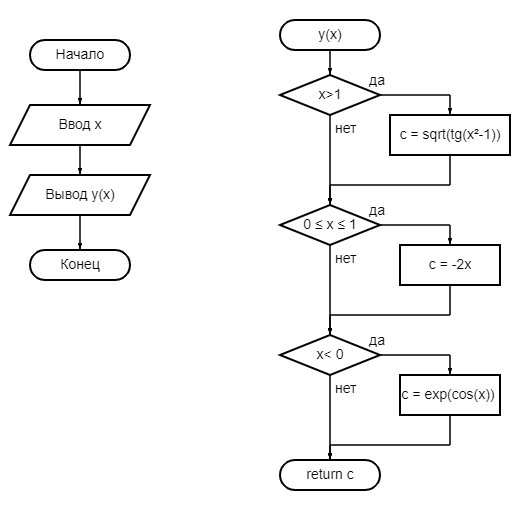 Начало
Ввод x
Вывод y(x)
Конец
y(x)
x>1
да
нет
c = sqrt(tg(x²-1))
0 ≤ x ≤ 1
да
нет
c = -2x
x< 0
да
нет
c = exp(cos(x))
return c